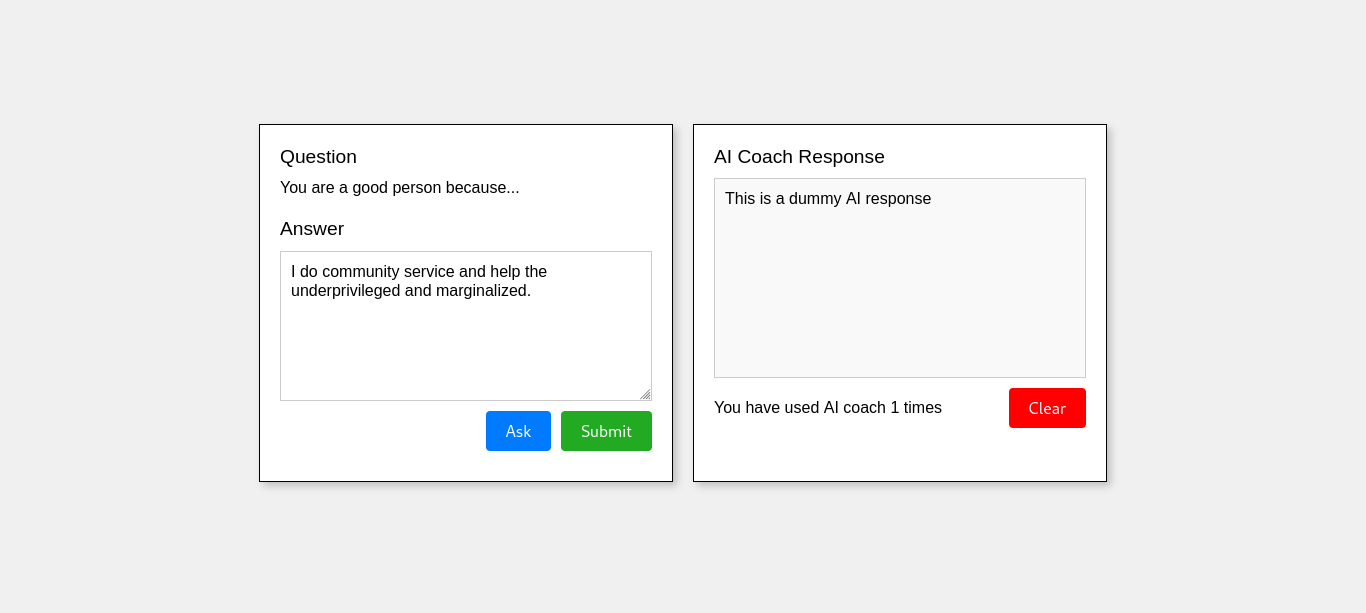 Question
You are a good person because...
Answer
I do community service and help the
underprivileged and marginalized.
Ask
Submit
AI Coach Response
This is a dummy AI response
You have used AI coach 1 times
Clear